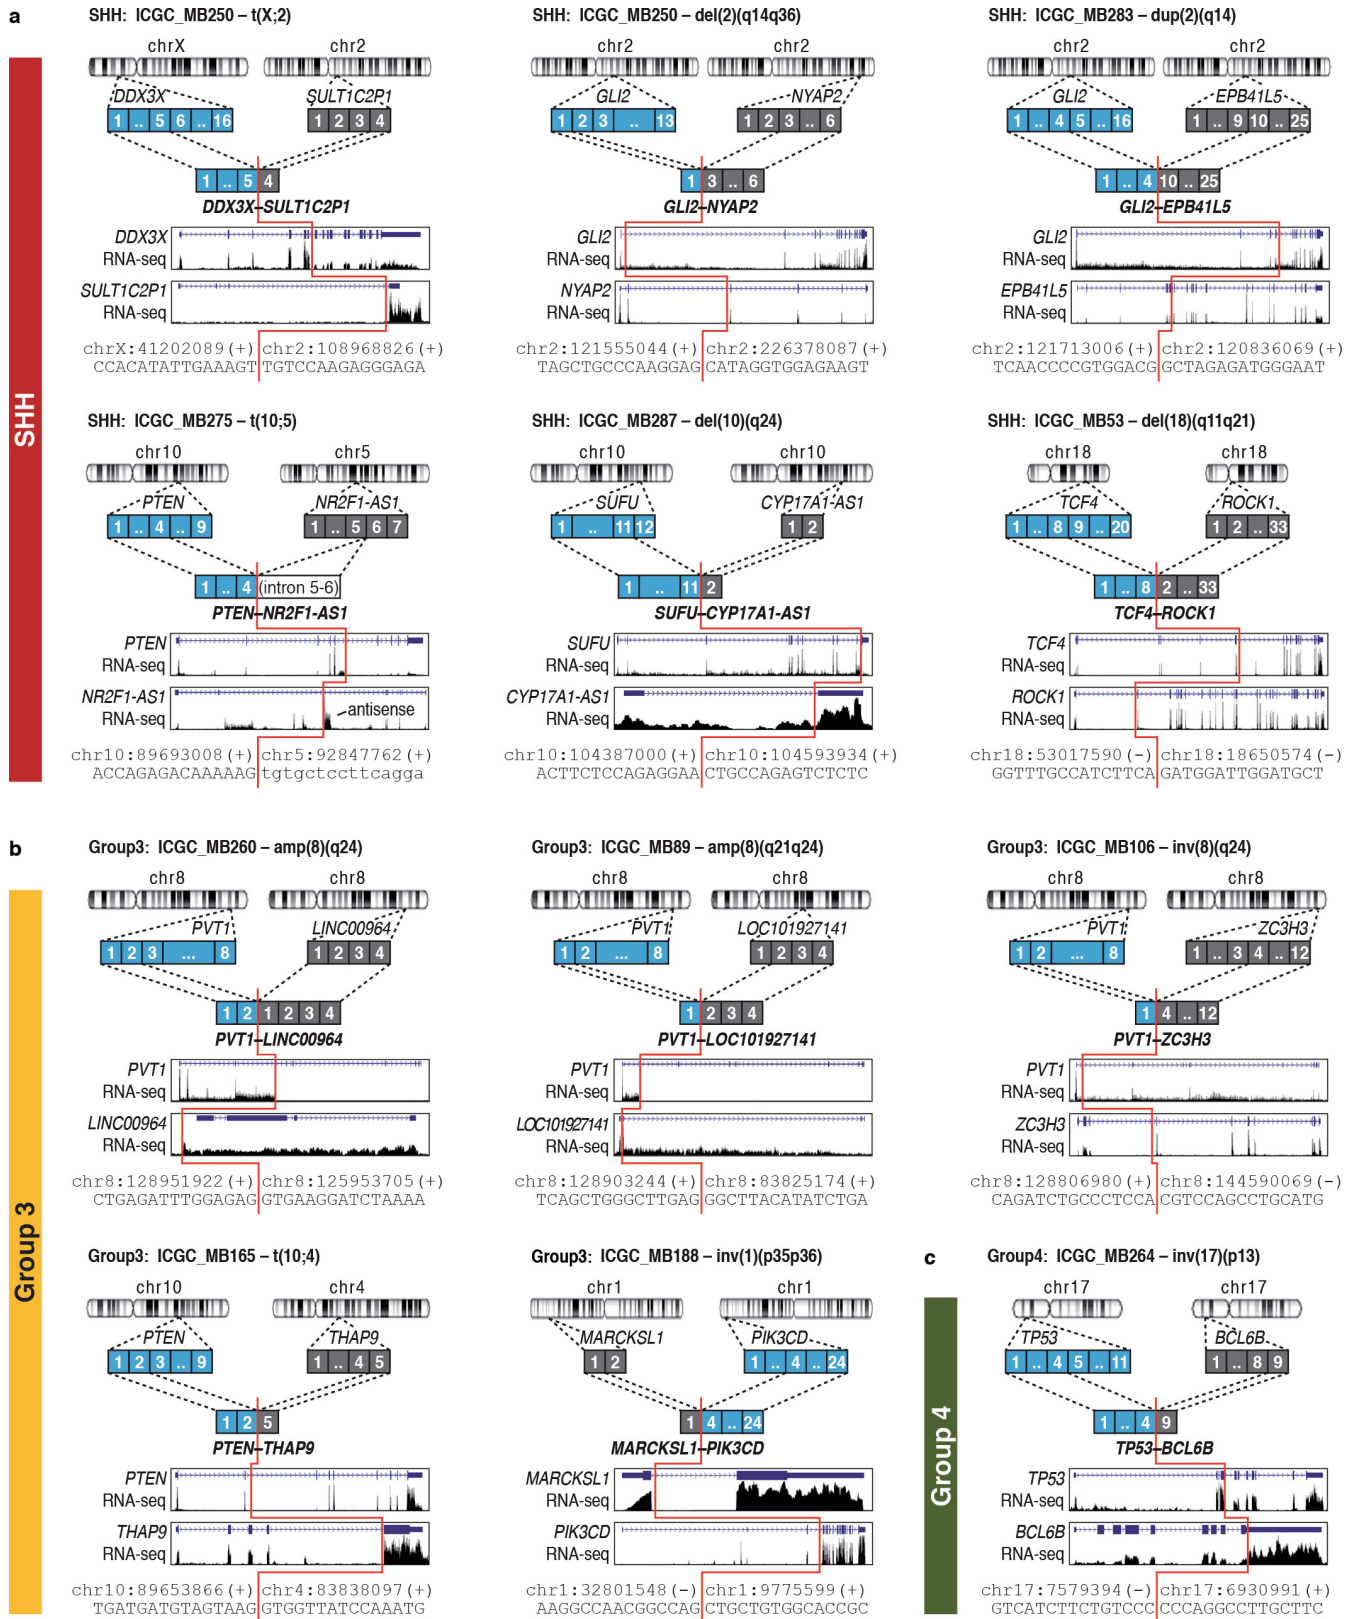 a
SHH
SHH: ICGC_MB250 – t(X;2)
chrX chr2
DDX3X SULT1C2P1
1 .. 5 6 .. 16 1 2 3 4
1 .. 5 4
DDX3X–SULT1C2P1
DDX3X
RNA-seq
SULT1C2P1
RNA-seq
chrX:41202089(+) chr2:108968826(+)
CCACATATTGAAAGT TGTCCAAGAGGGAGA
SHH: ICGC_MB250 – del(2)(q14q36)
chr2 chr2
GLI2 NYAP2
1 2 3 .. 13 1 2 3 .. 6
1 3 .. 6
GLI2–NYAP2
GLI2
RNA-seq
NYAP2
RNA-seq
chr2:121555044(+) chr2:226378087(+)
TAGCTGCCCAAGGAG CATAGGTGGAGAAGT
SHH: ICGC_MB283 – dup(2)(q14)
chr2 chr2
GLI2 EPB41L5
1 .. 4 5 .. 16 1 .. 9 10 .. 25
1 .. 4 10 .. 25
GLI2–EPB41L5
GLI2
RNA-seq
EPB41L5
RNA-seq
chr2:121713006(+) chr2:120836069(+)
TCAACCCCGTGGACG GCTAGAGATGGGAAT
SHH: ICGC_MB275 – t(10;5)
chr10 chr5
PTEN NR2F1-AS1
1 .. 4 .. 9 1 .. 5 6 7
1 .. 4 (intron 5-6)
PTEN–NR2F1-AS1
PTEN
RNA-seq
NR2F1-AS1
RNA-seq antisense
chr10:89693008(+) chr5:92847762(+)
ACCAGAGACAAAAAG tgtgctccttcagga
SHH: ICGC_MB287 – del(10)(q24)
chr10 chr10
SUFU CYP17A1-AS1
1 .. 11 12 1 2
1 .. 11 2
SUFU–CYP17A1-AS1
SUFU
RNA-seq
CYP17A1-AS1
RNA-seq
chr10:104387000(+) chr10:104593934(+)
ACTTCTCCAGAGGAA CTGCCAGAGTCTCTC
SHH: ICGC_MB53 – del(18)(q11q21)
chr18 chr18
TCF4 ROCK1
1 .. 8 9 .. 20 1 2 .. 33
1 .. 8 2 .. 33
TCF4–ROCK1
TCF4
RNA-seq
ROCK1
RNA-seq
chr18:53017590(−) chr18:18650574(−)
GGTTTGCCATCTTCA GATGGATTGGATGCT
b
Group 3
Group3: ICGC_MB260 – amp(8)(q24)
chr8 chr8
PVT1 LINC00964
1 2 3 ... 8 1 2 3 4
1 2 1 2 3 4
PVT1–LINC00964
PVT1
RNA-seq
LINC00964
RNA-seq
chr8:128951922(+) chr8:125953705(+)
CTGAGATTTGGAGAG GTGAAGGATCTAAAA
Group3: ICGC_MB89 – amp(8)(q21q24)
chr8 chr8
PVT1 LOC101927141
1 2 ... 8 1 2 3 4
1 2 3 4
PVT1–LOC101927141
PVT1
RNA-seq
LOC101927141
RNA-seq
chr8:128903244(+) chr8:83825174(+)
TCAGCTGGGCTTGAG GGCTTACATATCTGA
Group3: ICGC_MB106 – inv(8)(q24)
chr8 chr8
PVT1 ZC3H3
1 2 ... 8 1 .. 3 4 .. 12
1 4 .. 12
PVT1–ZC3H3
PVT1
RNA-seq
ZC3H3
RNA-seq
chr8:128806980(+) chr8:144590069(−)
CAGATCTGCCCTCCA CGTCCAGCCTGCATG
Group3: ICGC_MB165 – t(10;4)
chr10 chr4
PTEN THAP9
1 2 3 .. 9 1 .. 4 5
1 2 5
PTEN–THAP9
PTEN
RNA-seq
THAP9
RNA-seq
chr10:89653866(+) chr4:83838097(+)
TGATGATGTAGTAAG GTGGTTATCCAAATG
Group3: ICGC_MB188 – inv(1)(p35p36)
chr1 chr1
MARCKSL1 PIK3CD
1 2 1 .. 4 .. 24
1 4 .. 24
MARCKSL1–PIK3CD
MARCKSL1
RNA-seq
PIK3CD
RNA-seq
chr1:32801548(−) chr1:9775599(+)
AAGGCCAACGGCCAG CTGCTGTGGCACCGC
c
Group 4
Group4: ICGC_MB264 – inv(17)(p13)
chr17 chr17
TP53 BCL6B
1 .. 4 5 .. 11 1 .. 8 9
1 .. 4 9
TP53–BCL6B
TP53
RNA-seq
BCL6B
RNA-seq
chr17:7579394(−) chr17:6930991(+)
GTCATCTTCTGTCCC CCCCAGGCCTTGCTTC